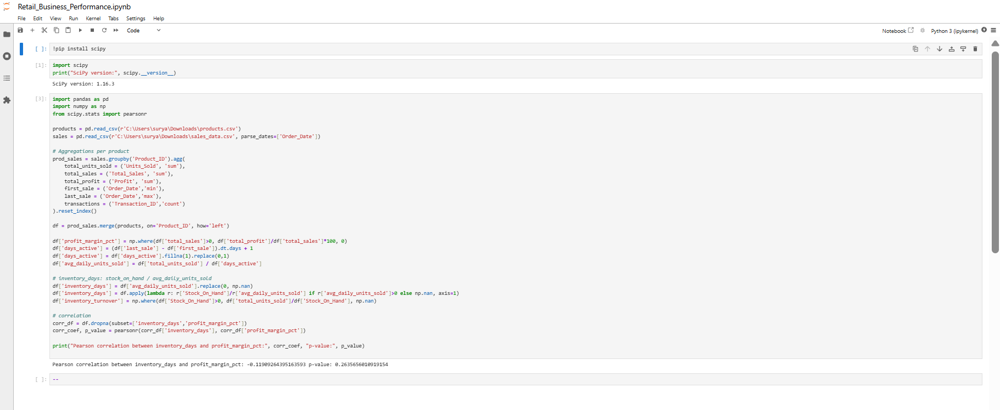 Retail_Business_Performance.ipynb
File Edit View Run Kernel Tabs Settings Help
Code
Notebook Python 3 (ipykernel)
[ ]: !pip install scipy
[1]: import scipy
print("SciPy version:", scipy.__version__)
SciPy version: 1.16.3
[3]: import pandas as pd
import numpy as np
from scipy.stats import pearsonr
products = pd.read_csv(r'C:\Users\surya\Downloads\products.csv')
sales = pd.read_csv(r'C:\Users\surya\Downloads\sales_data.csv', parse_dates=['Order_Date'])
# Aggregations per product
prod_sales = sales.groupby('Product_ID').agg(
    total_units_sold = ('Units_Sold', 'sum'),
    total_sales = ('Total_Sales', 'sum'),
    total_profit = ('Profit', 'sum'),
    first_sale = ('Order_Date','min'),
    last_sale = ('Order_Date','max'),
    transactions = ('Transaction_ID','count')
).reset_index()
df = prod_sales.merge(products, on='Product_ID', how='left')
df['profit_margin_pct'] = np.where(df['total_sales']>0, df['total_profit']/df['total_sales']*100, 0)
df['days_active'] = (df['last_sale'] - df['first_sale']).dt.days + 1
df['days_active'] = df['days_active'].fillna(1).replace(0,1)
df['avg_daily_units_sold'] = df['total_units_sold'] / df['days_active']
# inventory_days: stock_on_hand / avg_daily_units_sold
df['inventory_days'] = df['avg_daily_units_sold'].replace(0, np.nan)
df['inventory_days'] = df.apply(lambda r: r['Stock_On_Hand']/r['avg_daily_units_sold'] if r['avg_daily_units_sold']>0 else np.nan, axis=1)
df['inventory_turnover'] = np.where(df['Stock_On_Hand']>0, df['total_units_sold']/df['Stock_On_Hand'], np.nan)
# correlation
corr_df = df.dropna(subset=['inventory_days','profit_margin_pct'])
corr_coef, p_value = pearsonr(corr_df['inventory_days'], corr_df['profit_margin_pct'])
print("Pearson correlation between inventory_days and profit_margin_pct:", corr_coef, "p-value:", p_value)
Pearson correlation between inventory_days and profit_margin_pct: -0.11909264395163593 p-value: 0.2635656010919154
[ ]: --